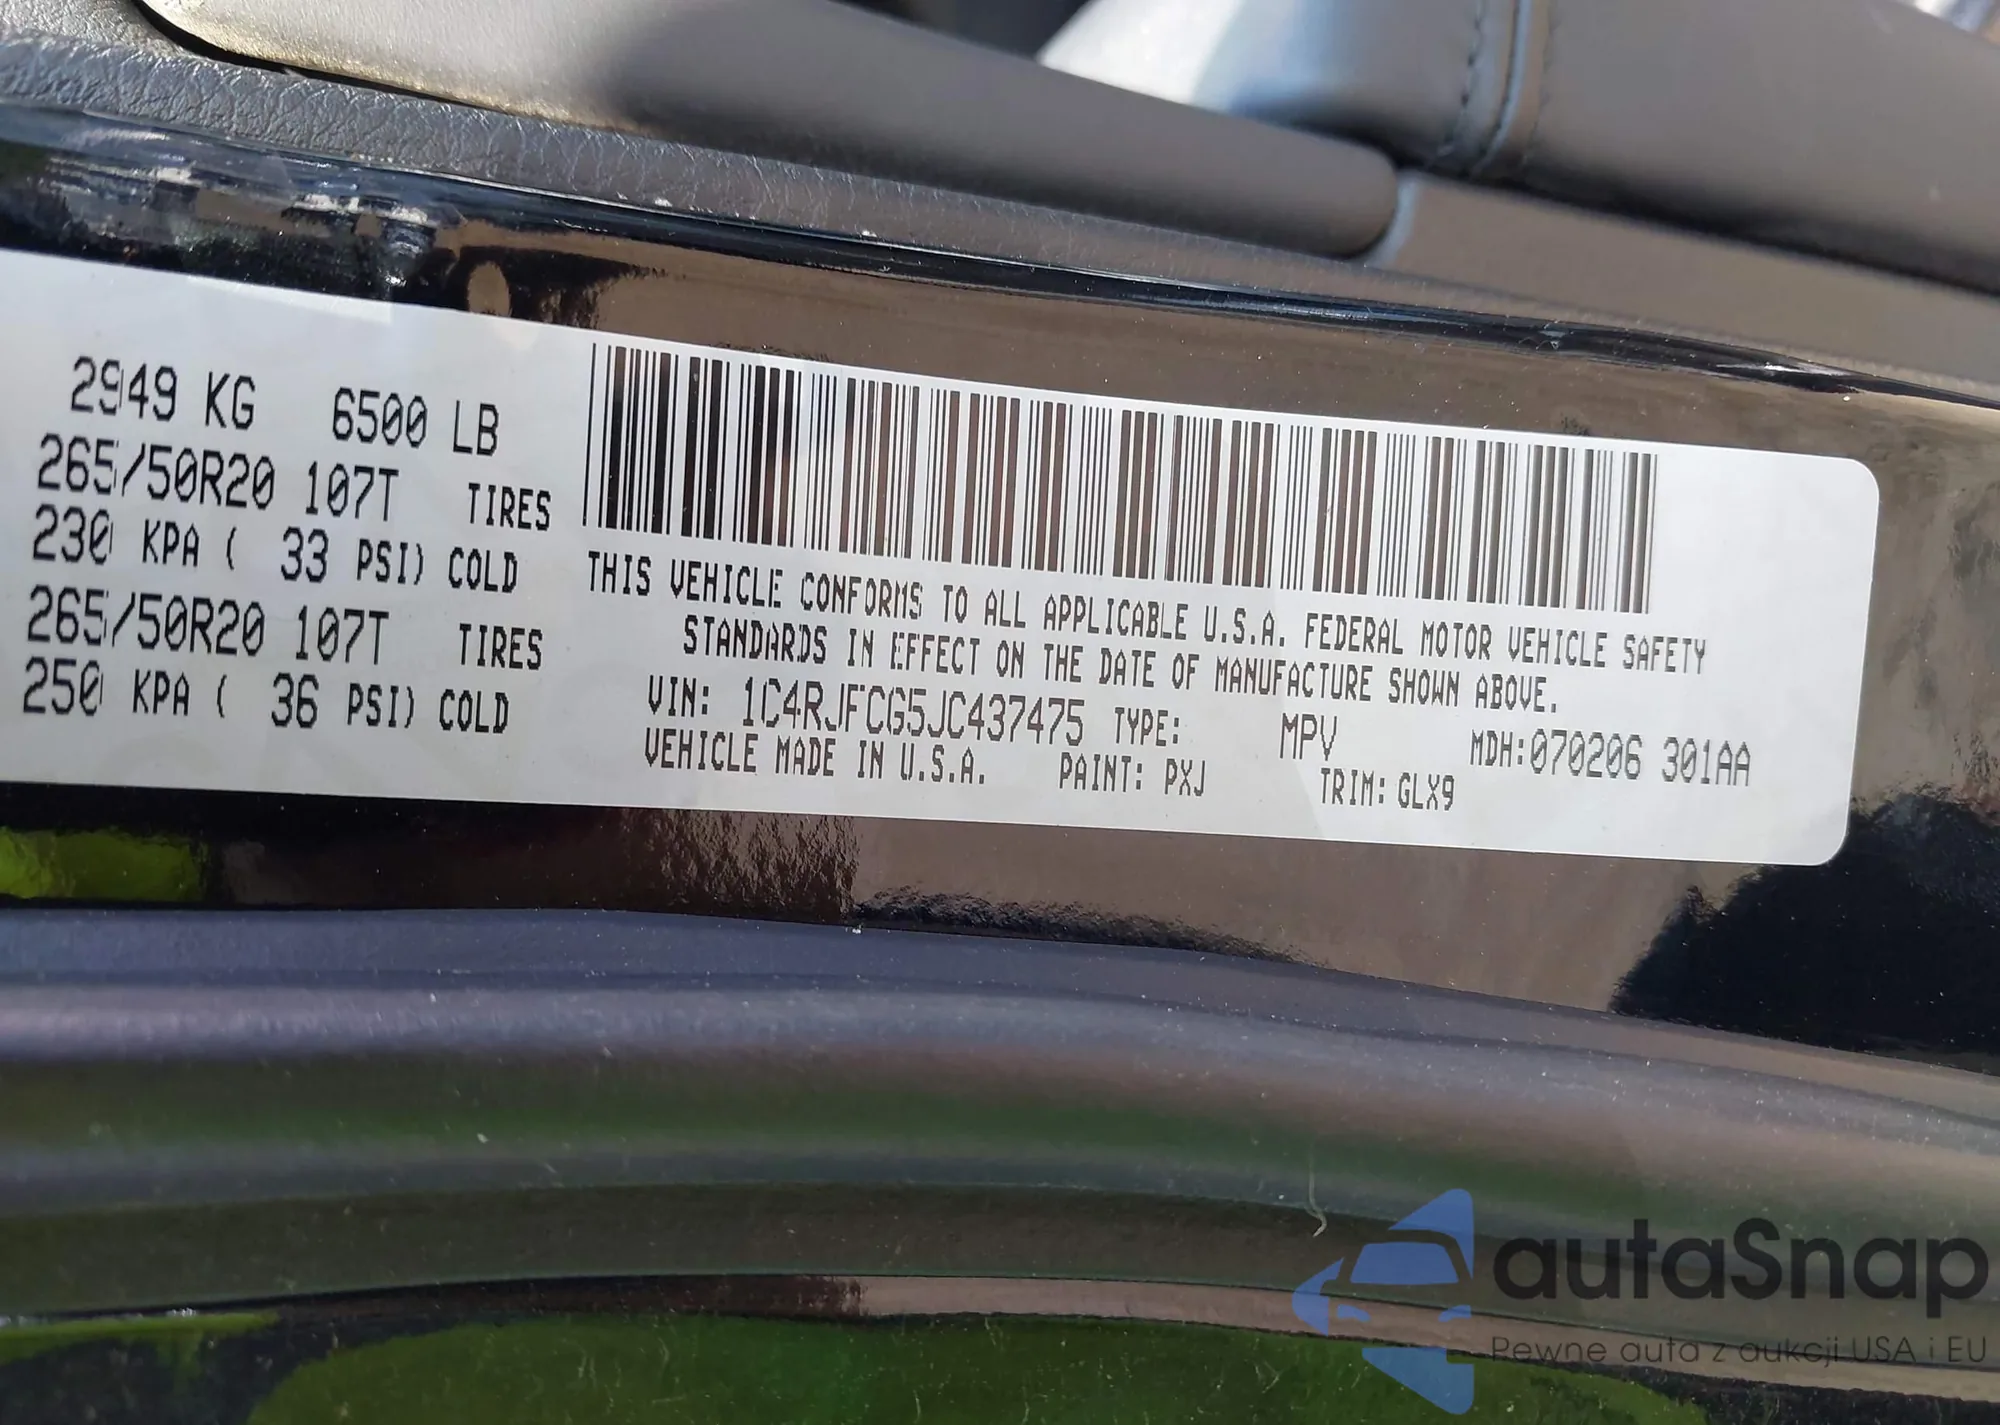 2949 KG 6500 LB
265/50R20 107T TIRES
230 KPA ( 33 PSI) COLD
265/50R20 107T TIRES
250 KPA ( 36 PSI) COLD
THIS VEHICLE CONFORMS TO ALL APPLICABLE U.S.A. FEDERAL MOTOR VEHICLE SAFETY
STANDARDS IN EFFECT ON THE DATE OF MANUFACTURE SHOWN ABOVE.
VIN: 1C4RJFCG5JC437475 TYPE: MPV MDH:070206 301AA
VEHICLE MADE IN U.S.A. PAINT: PXJ TRIM: GLX9
autaSnap
Pewne auta z aukcji USA i EU